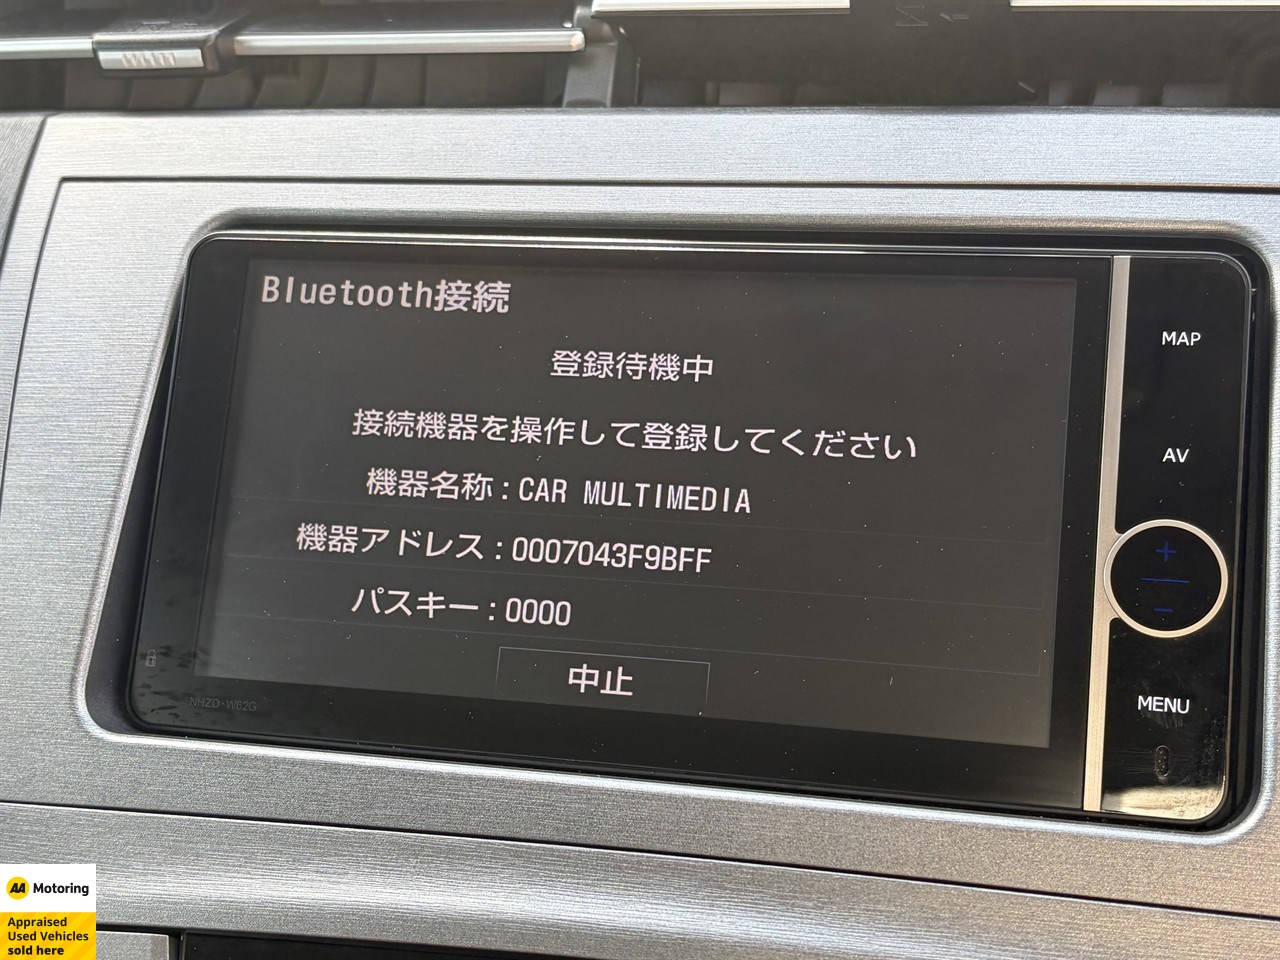 Bluetooth接続
登録待機中
接続機器を操作して登録してください
機器名称:CAR MULTIMEDIA
機器アドレス:0007043F9BFF
パスキー:0000
中止
NHZD-W62G
MAP
AV
+
-
MENU
AA Motoring
Appraised
Used Vehicles
sold here